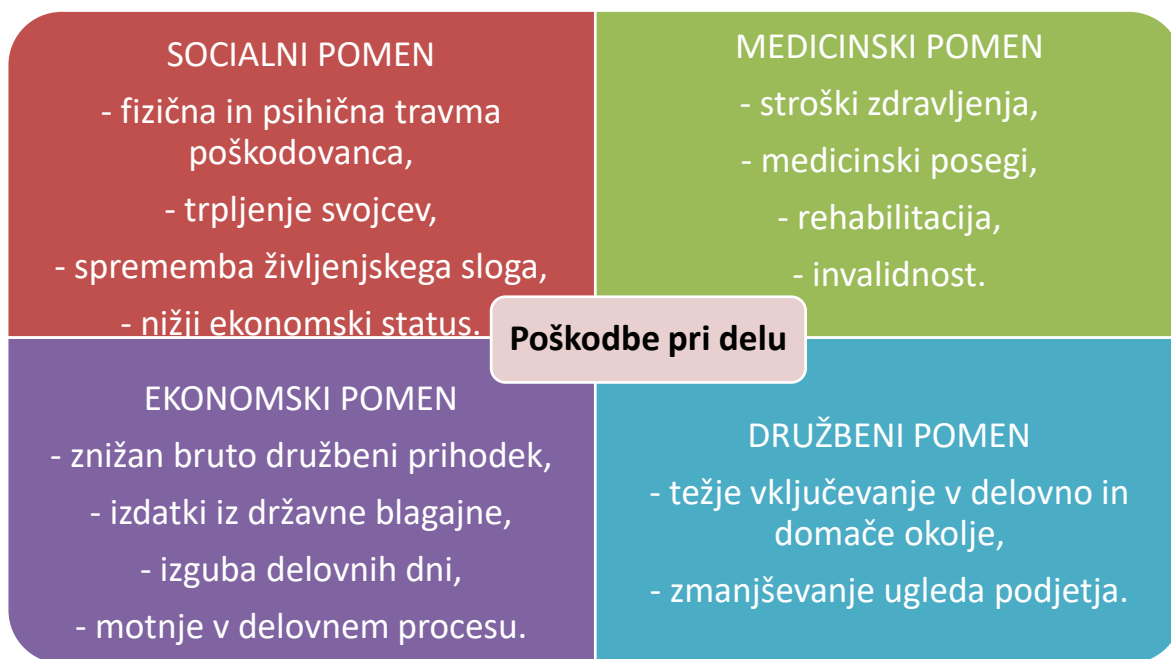 SOCIALNI POMEN
- fizična in psihična travma
poškodovanca,
- trpljenje svojcev,
- sprememba življenjskega sloga,
- nižji ekonomski status.
MEDICINSKI POMEN
- stroški zdravljenja,
- medicinski posegi,
- rehabilitacija,
- invalidnost.
Poškodbe pri delu
EKONOMSKI POMEN
- znižan bruto družbeni prihodek,
- izdatki iz državne blagajne,
- izguba delovnih dni,
- motnje v delovnem procesu.
DRUŽBENI POMEN
- težje vključevanje v delovno in
domače okolje,
- zmanjševanje ugleda podjetja.